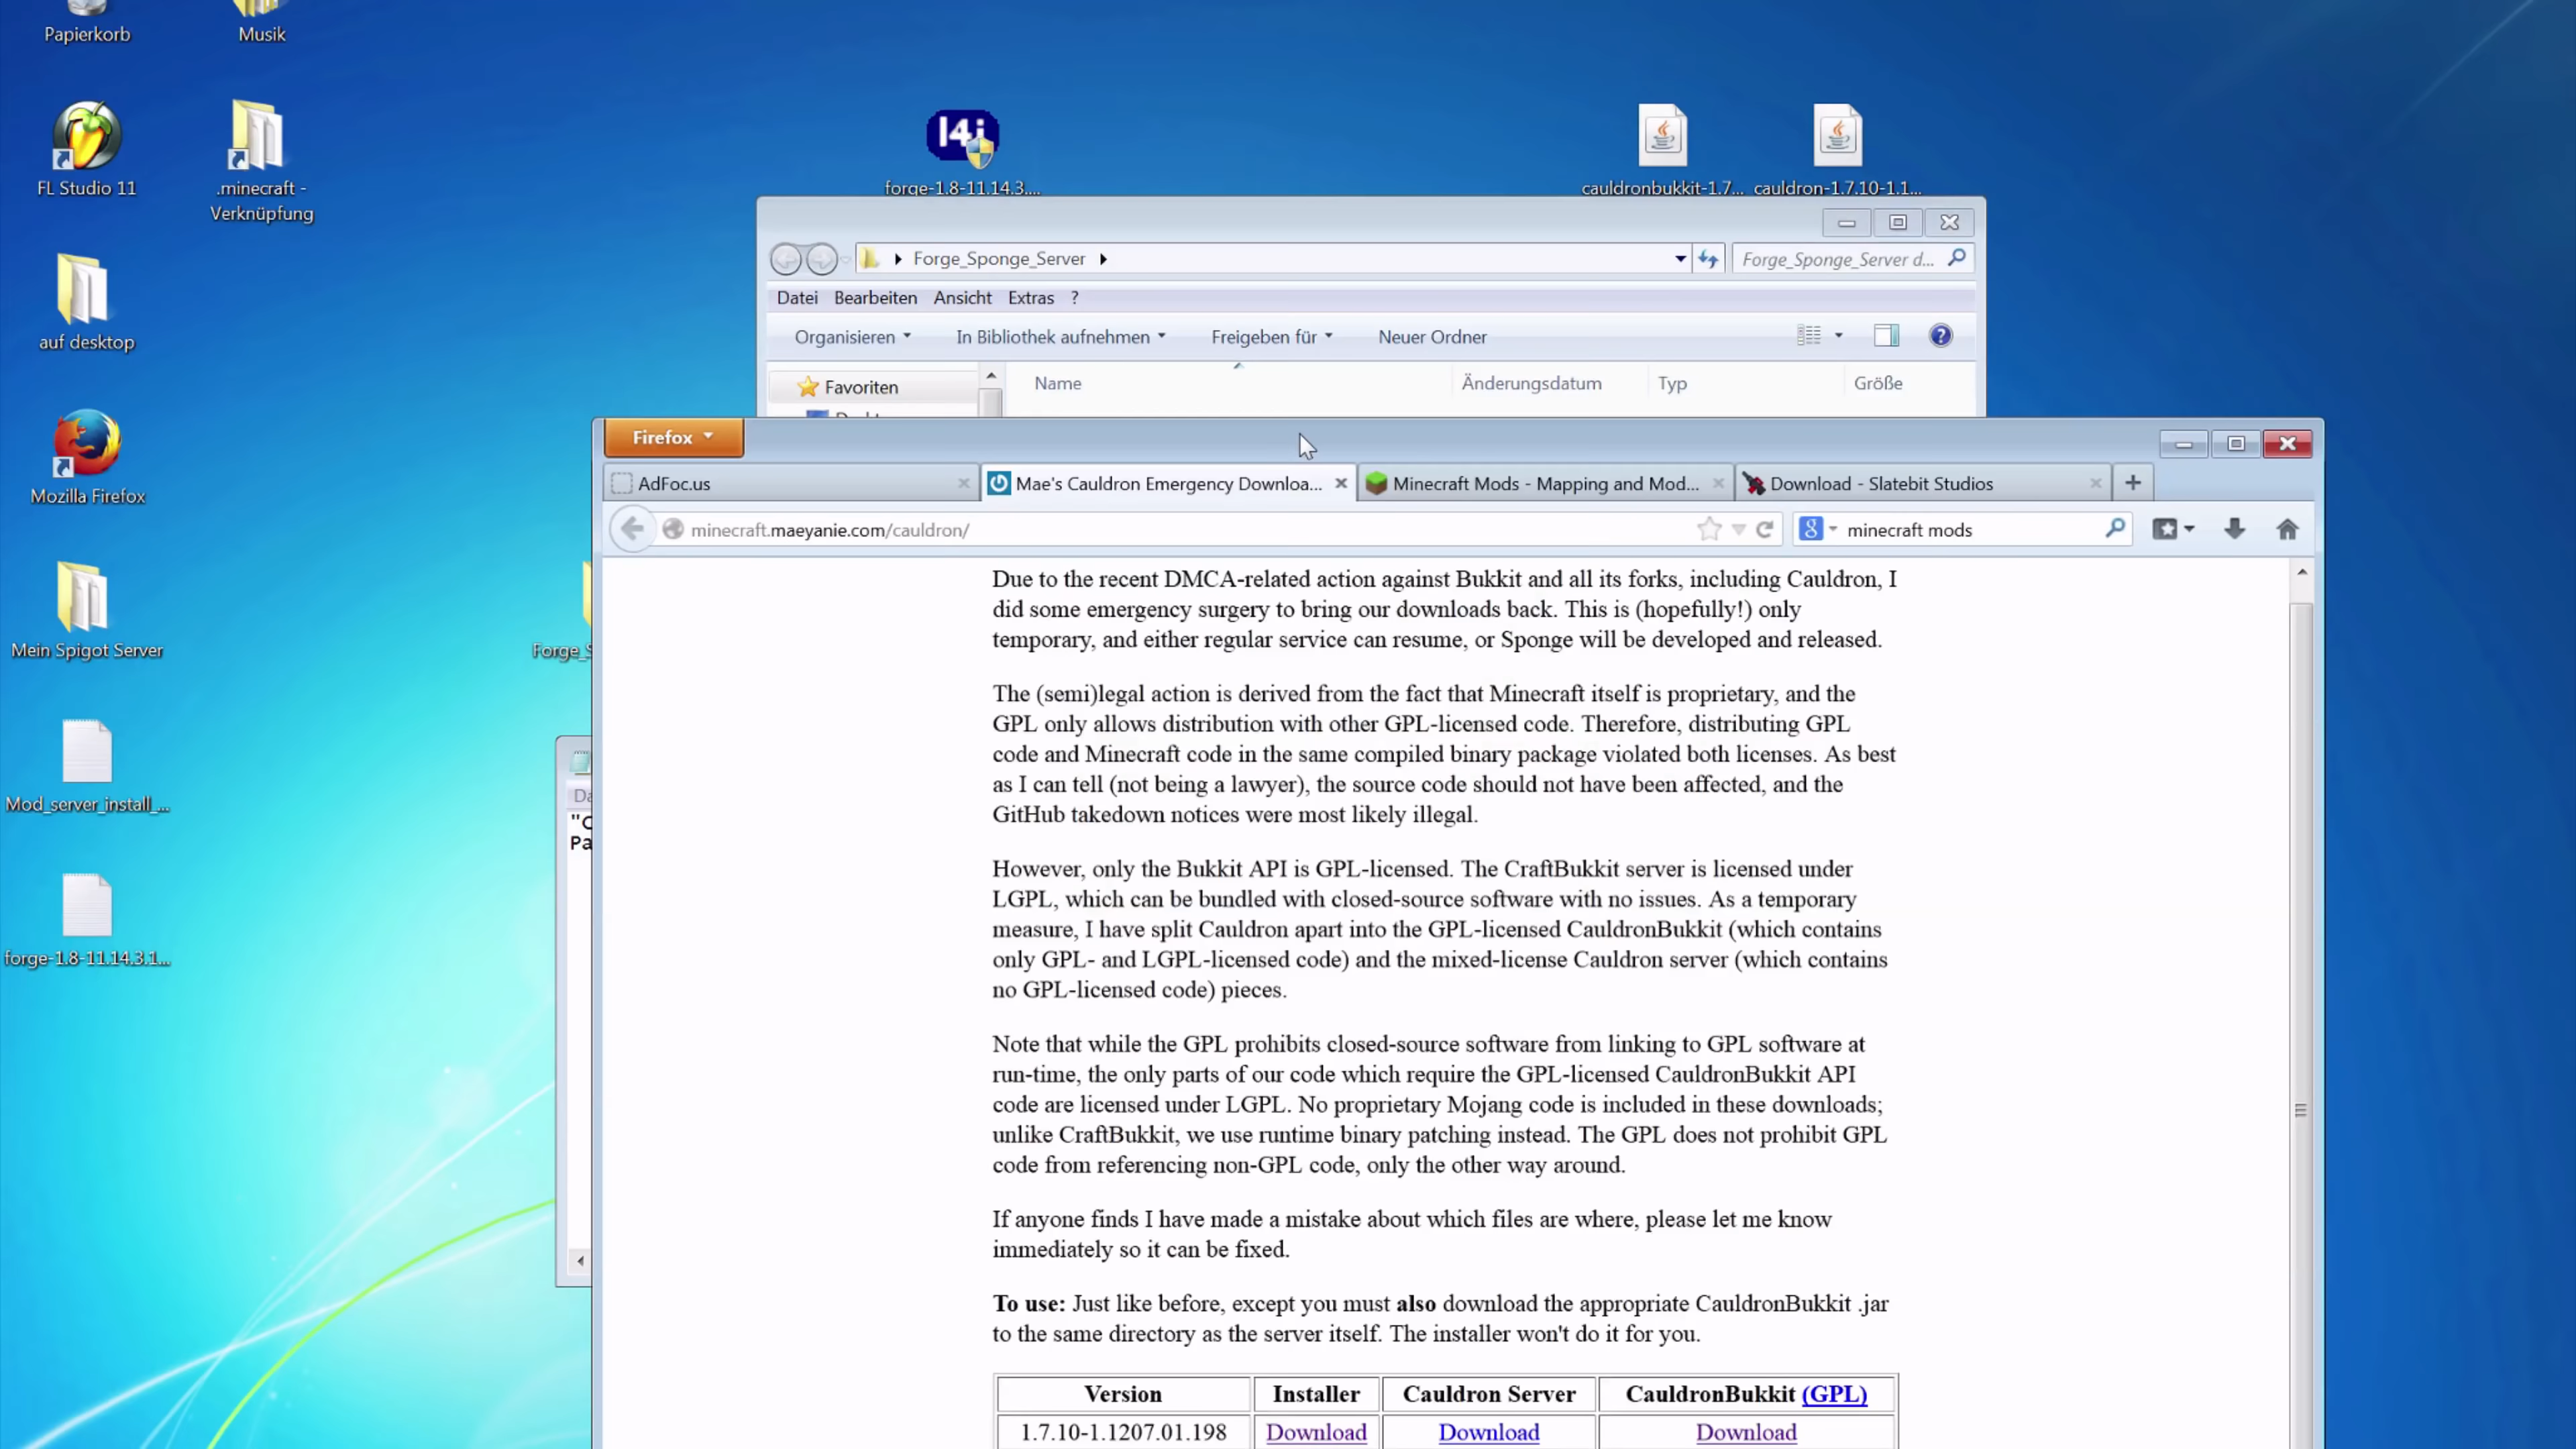 Papierkorb
Musik
FL Studio 11
.minecraft -
Verknüpfung
auf desktop
Mozilla Firefox
Mein Spigot Server
Mod_server_install_...
forge-1.8-11.14.3.1...
forge-1.8-11.14.3....
cauldronbukkit-1.7...
cauldron-1.7.10-1.1...
Forge_Sponge_Server
Forge_Sponge_Server d...
Datei Bearbeiten Ansicht Extras ?
Organisieren In Bibliothek aufnehmen Freigeben für Neuer Ordner
Favoriten
Name Änderungsdatum Typ Größe
Forge_S
Da
"C
Pa
Firefox
AdFoc.us
Mae's Cauldron Emergency Downloa...
Minecraft Mods - Mapping and Mod...
Download - Slatebit Studios
minecraft.maeyanie.com/cauldron/
minecraft mods
Due to the recent DMCA-related action against Bukkit and all its forks, including Cauldron, I
did some emergency surgery to bring our downloads back. This is (hopefully!) only
temporary, and either regular service can resume, or Sponge will be developed and released.
The (semi)legal action is derived from the fact that Minecraft itself is proprietary, and the
GPL only allows distribution with other GPL-licensed code. Therefore, distributing GPL
code and Minecraft code in the same compiled binary package violated both licenses. As best
as I can tell (not being a lawyer), the source code should not have been affected, and the
GitHub takedown notices were most likely illegal.
However, only the Bukkit API is GPL-licensed. The CraftBukkit server is licensed under
LGPL, which can be bundled with closed-source software with no issues. As a temporary
measure, I have split Cauldron apart into the GPL-licensed CauldronBukkit (which contains
only GPL- and LGPL-licensed code) and the mixed-license Cauldron server (which contains
no GPL-licensed code) pieces.
Note that while the GPL prohibits closed-source software from linking to GPL software at
run-time, the only parts of our code which require the GPL-licensed CauldronBukkit API
code are licensed under LGPL. No proprietary Mojang code is included in these downloads;
unlike CraftBukkit, we use runtime binary patching instead. The GPL does not prohibit GPL
code from referencing non-GPL code, only the other way around.
If anyone finds I have made a mistake about which files are where, please let me know
immediately so it can be fixed.
To use: Just like before, except you must also download the appropriate CauldronBukkit .jar
to the same directory as the server itself. The installer won't do it for you.
Version Installer Cauldron Server CauldronBukkit (GPL)
1.7.10-1.1207.01.198 Download Download Download